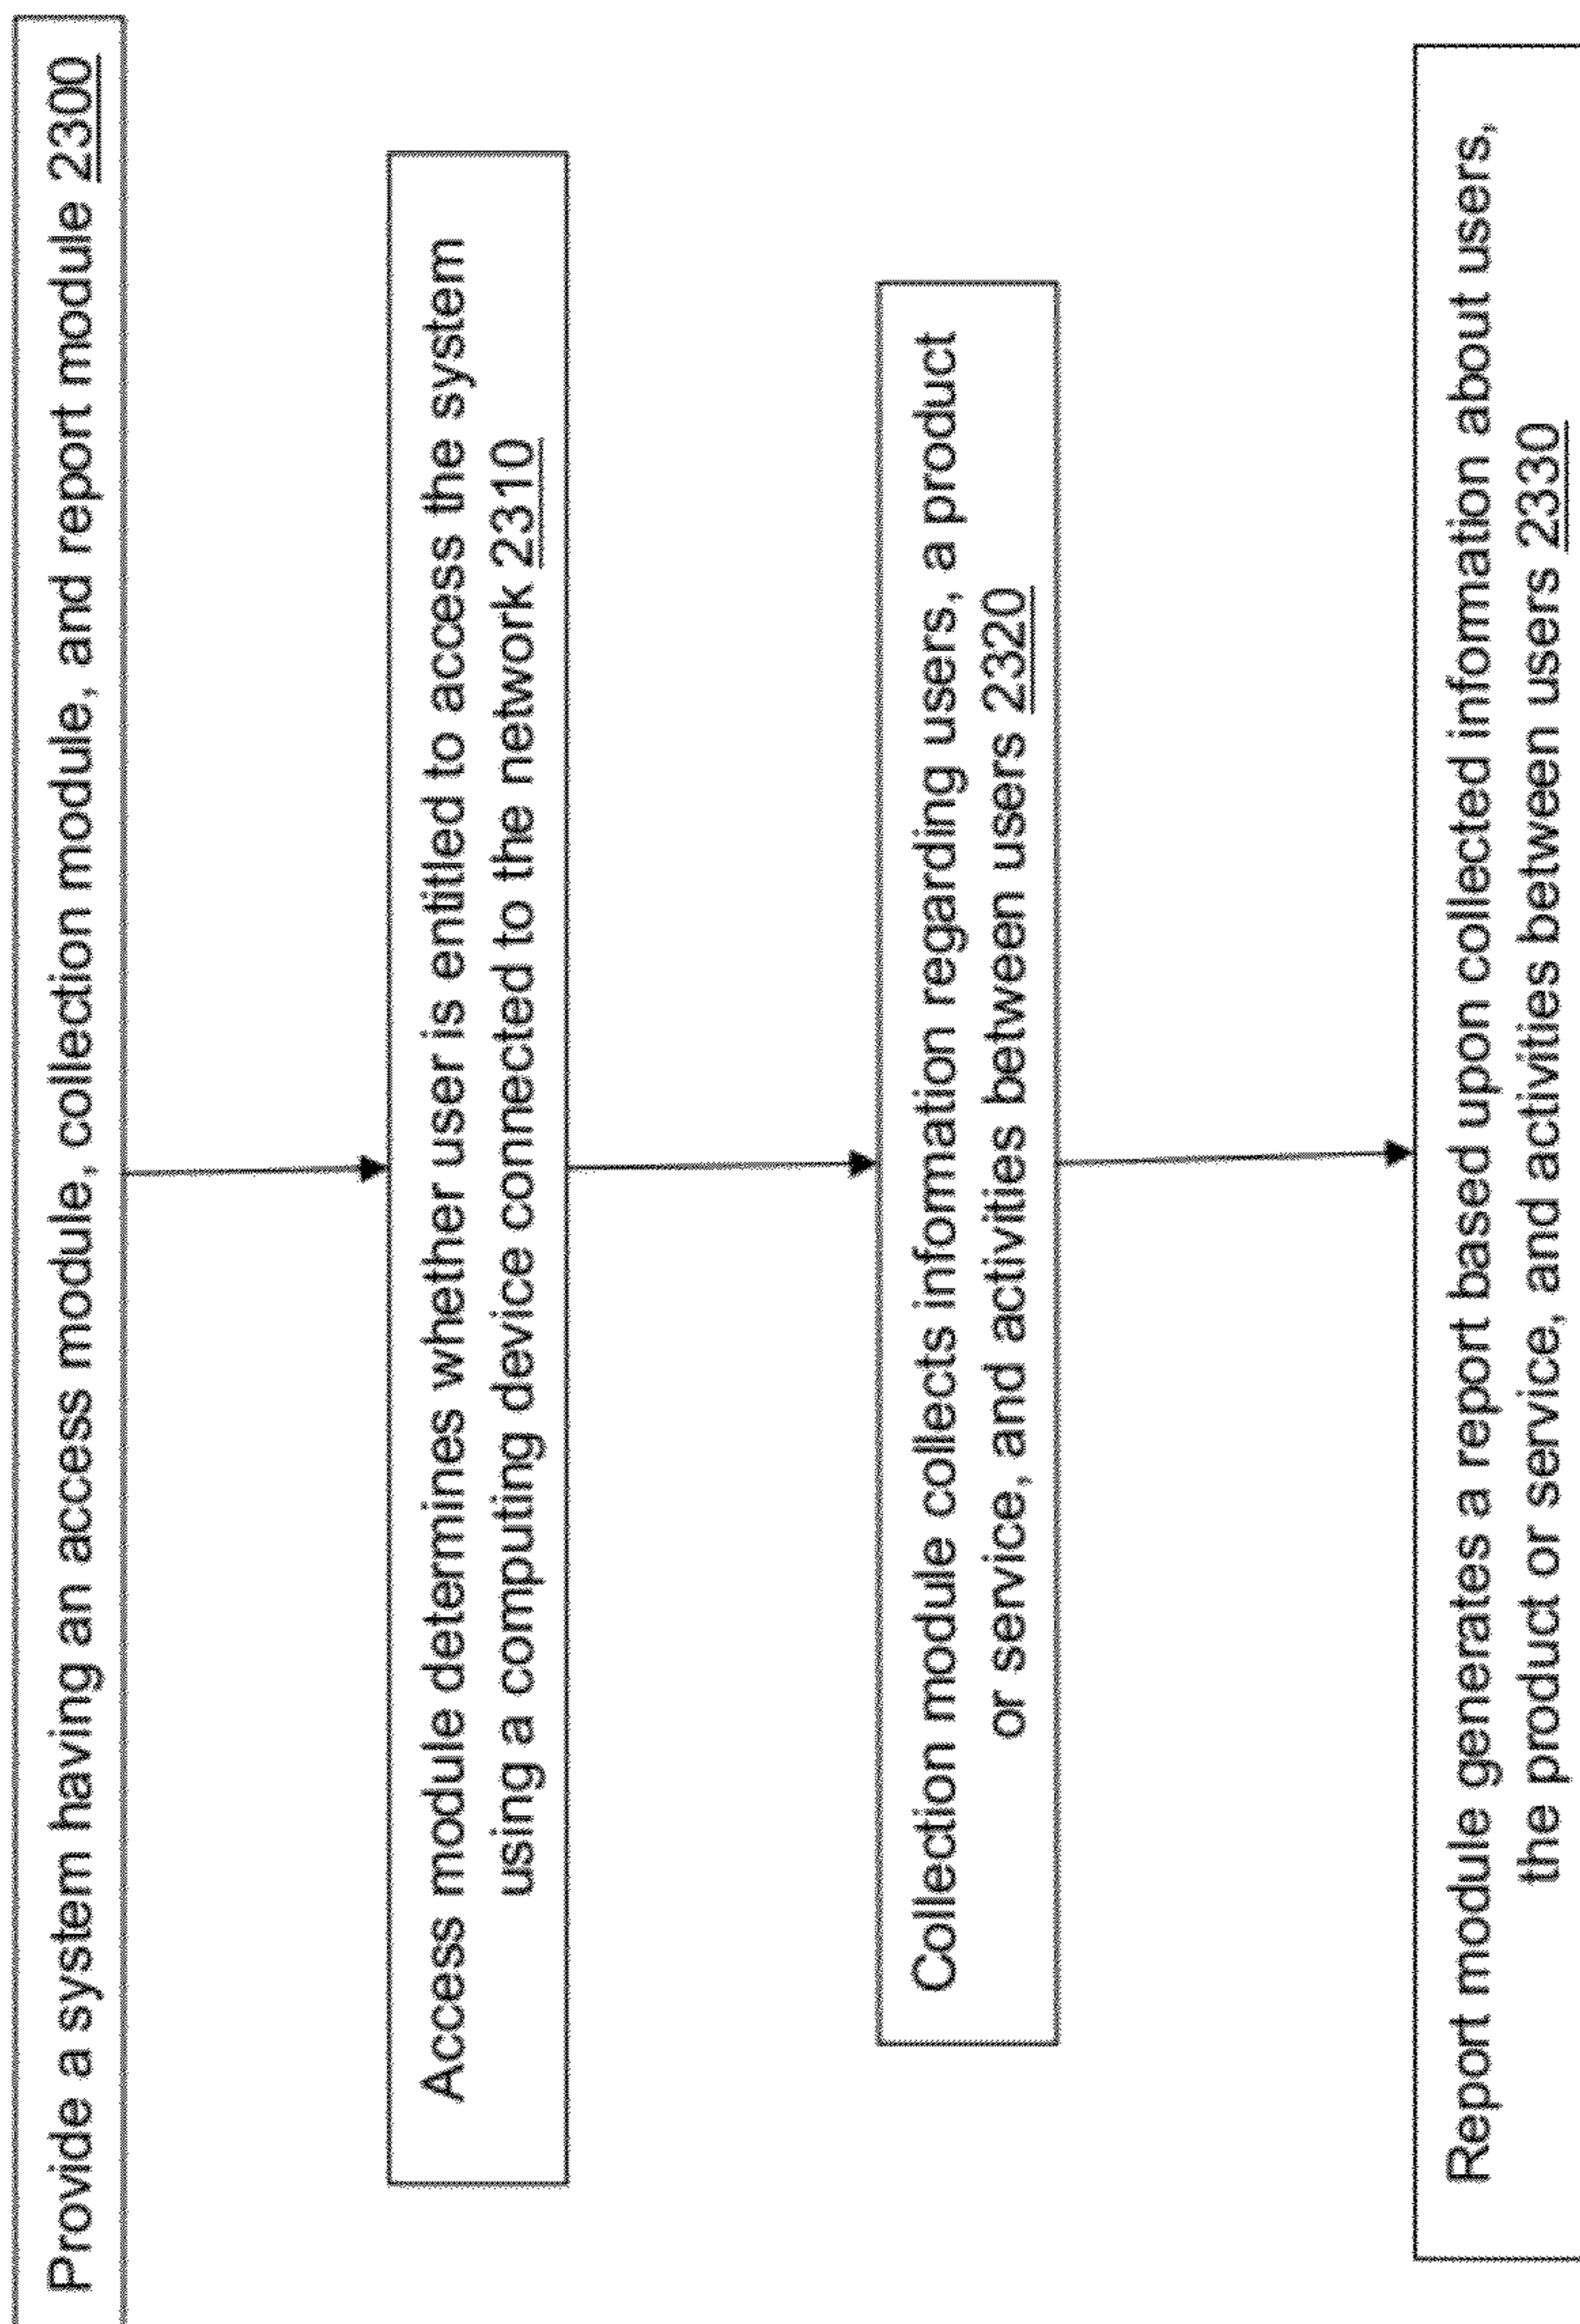 Provide a system having an access module, collection module, and report module 2300
Access module determines whether user is entitled to access the system
using a computing device connected to the network 2310
Collection module collects information regarding users, a product
or service, and activities between users 2320
Report module generates a report based upon collected information about users,
the product or service, and activities between users 2330